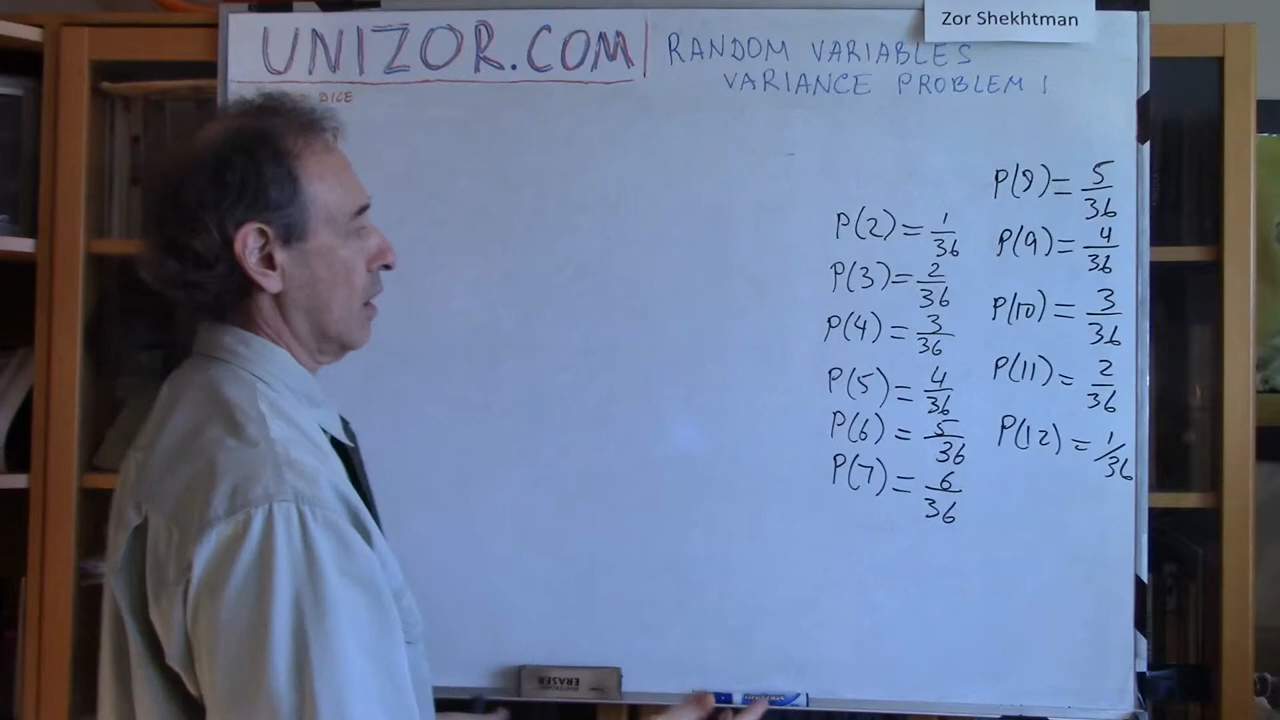 Zor Shekhtman
UNIZOR.COM
RANDOM VARIABLES
VARIANCE PROBLEM 1
DICE
P(2) = 1/36
P(3) = 2/36
P(4) = 3/36
P(5) = 4/36
P(6) = 5/36
P(7) = 6/36
P(8) = 5/36
P(9) = 4/36
P(10) = 3/36
P(11) = 2/36
P(12) = 1/36
ERASER